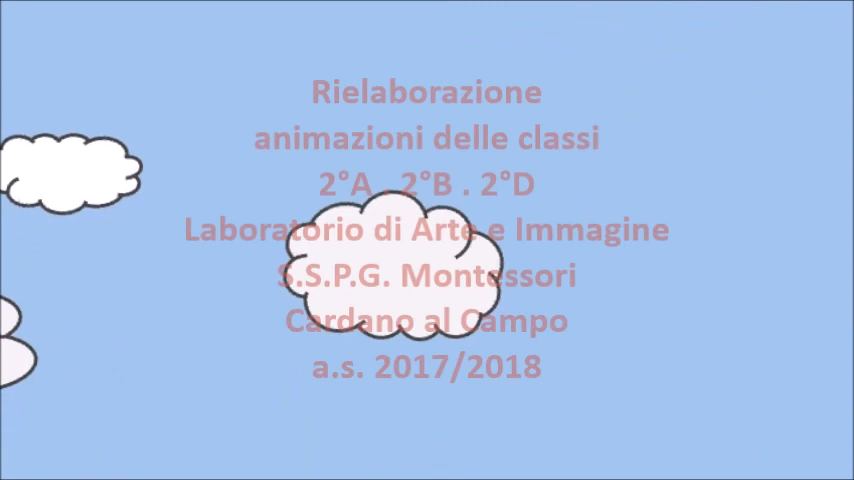 Rielaborazione
animazioni delle classi
2°A . 2°B . 2°D
Laboratorio di Arte e Immagine
S.S.P.G. Montessori
Cardano al Campo
a.s. 2017/2018